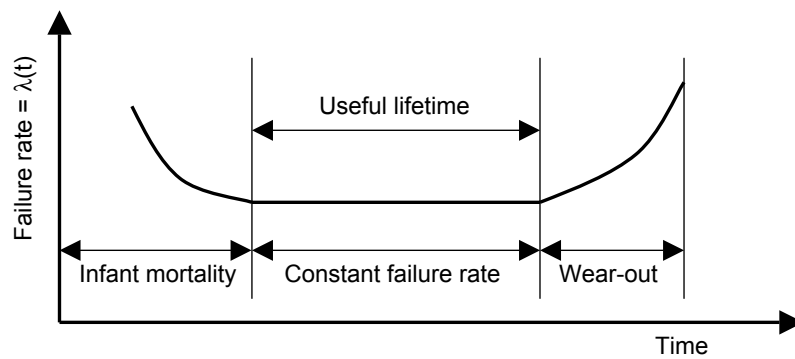 Failure rate = λ(t)
Useful lifetime
Infant mortality
Constant failure rate
Wear-out
Time